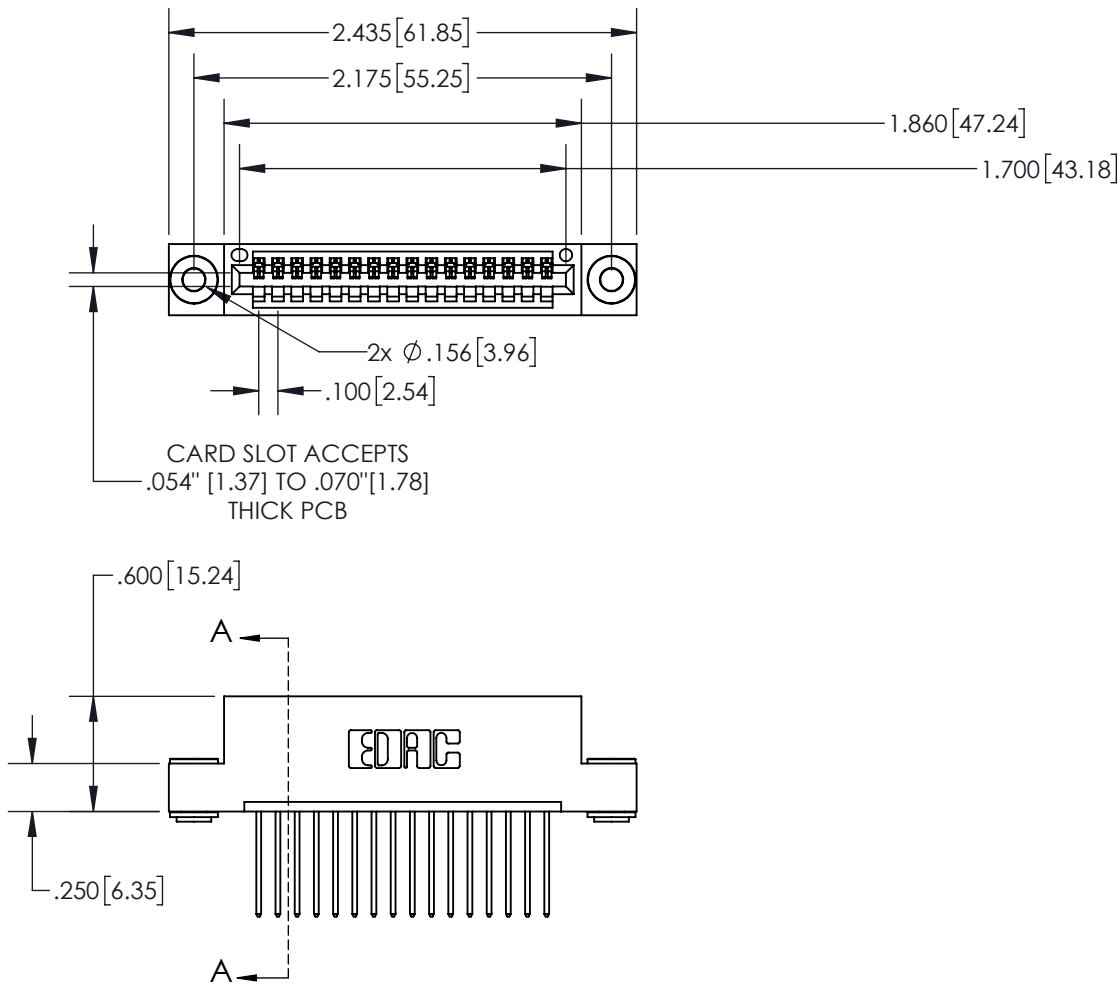 2.435[61.85]
2.175[55.25]
1.860[47.24]
1.700[43.18]
2x ∅.156[3.96]
.100[2.54]
CARD SLOT ACCEPTS
.054" [1.37] TO .070"[1.78]
THICK PCB
.600[15.24]
A
EDAC
.250[6.35]
A